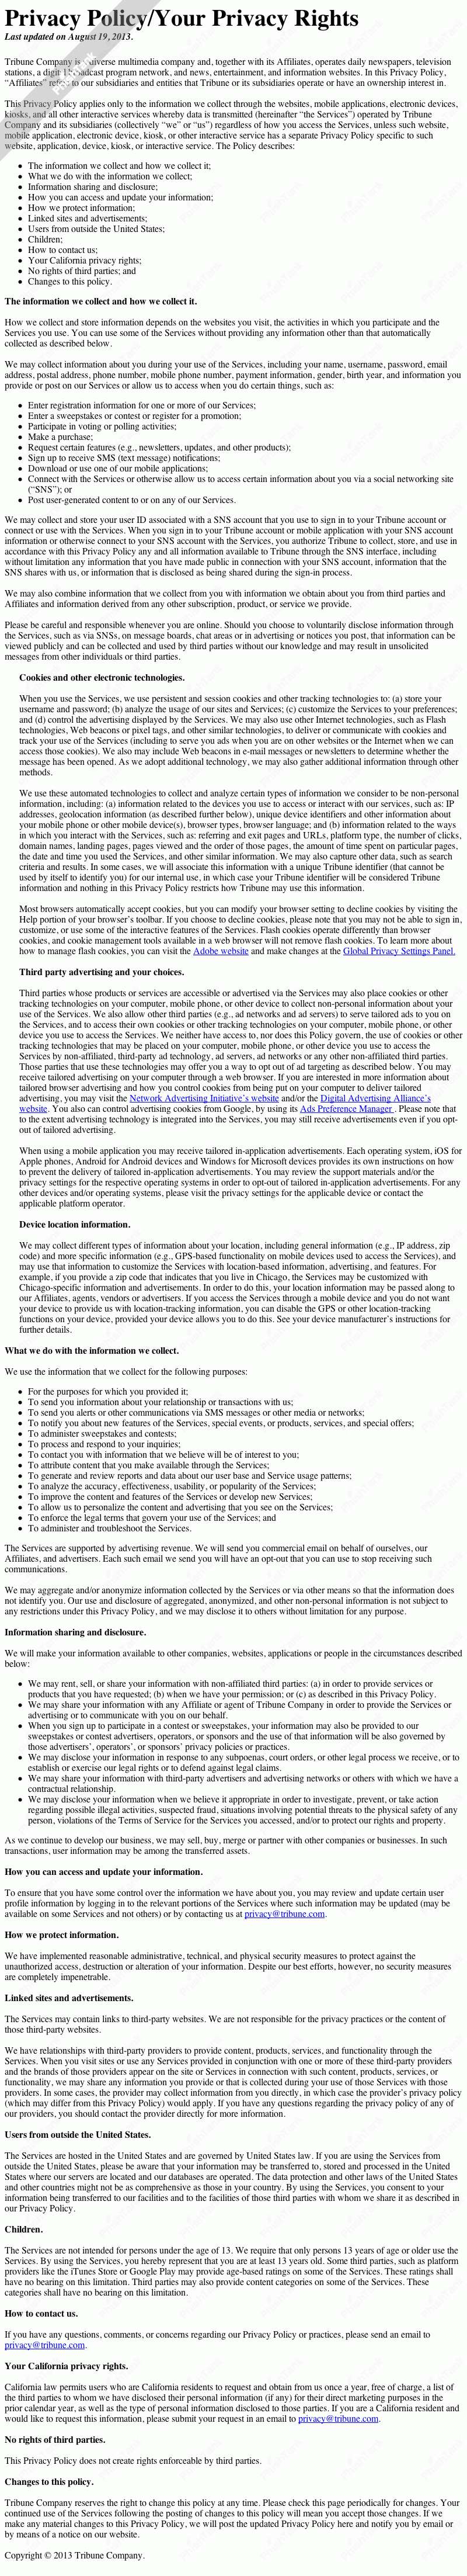 Privacy Policy/Your Privacy Rights
Last updated on August 19, 2013.
Tribune Company is diverse multimedia company and, together with its Affiliates, operates daily newspapers, television
stations, a digit broadcast program network, and news, entertainment, and information websites. In this Privacy Policy,
“Affiliates” refers to our subsidiaries and entities that Tribune or its subsidiaries operate or have an ownership interest in.
This Privacy Policy applies only to the information we collect through the websites, mobile applications, electronic devices,
kiosks, and all other interactive services whereby data is transmitted (hereinafter “the Services”) operated by Tribune
Company and its subsidiaries (collectively “we” or “us”) regardless of how you access the Services, unless such website,
mobile application, electronic device, kiosk, or other interactive service has a separate Privacy Policy specific to such
website, application, device, kiosk, or interactive service. The Policy describes:
• The information we collect and how we collect it;
• What we do with the information we collect;
• Information sharing and disclosure;
• How you can access and update your information;
• How we protect information;
• Linked sites and advertisements;
• Users from outside the United States;
• Children;
• How to contact us;
• Your California privacy rights;
• No rights of third parties; and
• Changes to this policy.
The information we collect and how we collect it.
How we collect and store information depends on the websites you visit, the activities in which you participate and the
Services you use. You can use some of the Services without providing any information other than that automatically
collected as described below.
We may collect information about you during your use of the Services, including your name, username, password, email
address, postal address, phone number, mobile phone number, payment information, gender, birth year, and information you
provide or post on our Services or allow us to access when you do certain things, such as:
• Enter registration information for one or more of our Services;
• Enter a sweepstakes or contest or register for a promotion;
• Participate in voting or polling activities;
• Make a purchase;
• Request certain features (e.g., newsletters, updates, and other products);
• Sign up to receive SMS (text message) notifications;
• Download or use one of our mobile applications;
• Connect with the Services or otherwise allow us to access certain information about you via a social networking site
(“SNS”); or
• Post user-generated content to or on any of our Services.
We may collect and store your user ID associated with a SNS account that you use to sign in to your Tribune account or
connect or use with the Services. When you sign in to your Tribune account or mobile application with your SNS account
information or otherwise connect to your SNS account with the Services, you authorize Tribune to collect, store, and use in
accordance with this Privacy Policy any and all information available to Tribune through the SNS interface, including
without limitation any information that you have made public in connection with your SNS account, information that the
SNS shares with us, or information that is disclosed as being shared during the sign-in process.
We may also combine information that we collect from you with information we obtain about you from third parties and
Affiliates and information derived from any other subscription, product, or service we provide.
Please be careful and responsible whenever you are online. Should you choose to voluntarily disclose information through
the Services, such as via SNSs, on message boards, chat areas or in advertising or notices you post, that information can be
viewed publicly and can be collected and used by third parties without our knowledge and may result in unsolicited
messages from other individuals or third parties.
Cookies and other electronic technologies.
When you use the Services, we use persistent and session cookies and other tracking technologies to: (a) store your
username and password; (b) analyze the usage of our sites and Services; (c) customize the Services to your preferences;
and (d) control the advertising displayed by the Services. We may also use other Internet technologies, such as Flash
technologies, Web beacons or pixel tags, and other similar technologies, to deliver or communicate with cookies and
track your use of the Services (including to serve you ads when you are on other websites or the Internet when we can
access those cookies). We also may include Web beacons in e-mail messages or newsletters to determine whether the
message has been opened. As we adopt additional technology, we may also gather additional information through other
methods.
We use these automated technologies to collect and analyze certain types of information we consider to be non-personal
information, including: (a) information related to the devices you use to access or interact with our services, such as: IP
addresses, geolocation information (as described further below), unique device identifiers and other information about
your mobile phone or other mobile device(s), browser types, browser language; and (b) information related to the ways
in which you interact with the Services, such as: referring and exit pages and URLs, platform type, the number of clicks,
domain names, landing pages, pages viewed and the order of those pages, the amount of time spent on particular pages,
the date and time you used the Services, and other similar information. We may also capture other data, such as search
criteria and results. In some cases, we will associate this information with a unique Tribune Identifier (that cannot be
used by itself to identify you) for our internal use, in which case your Tribune identifier will be considered Tribune
information and nothing in this Privacy Policy restricts how Tribune may use this information.
Most browsers automatically accept cookies, but you can modify your browser setting to decline cookies by visiting the
Help portion of your browser’s toolbar. If you choose to decline cookies, please note that you may not be able to sign in,
customize, or use some of the interactive features of the Services. Flash cookies operate differently than browser
cookies, and cookie management tools available in a web browser will not remove flash cookies. To learn more about
how to manage flash cookies, you can visit the Adobe website and make changes at the Global Privacy Settings Panel.
Third party advertising and your choices.
Third parties whose products or services are accessible or advertised via the Services may also place cookies or other
tracking technologies on your computer, mobile phone, or other device to collect non-personal information about your
use of the Services. We also allow other third parties (e.g., ad networks and ad servers) to serve tailored ads to you on
the Services, and to access their own cookies or other tracking technologies on your computer, mobile phone, or other
device you use to access the Services. We neither have access to, nor does this Policy govern, the use of cookies or other
tracking technologies that may be placed on your computer, mobile phone, or other device you use to access the
Services by non-affiliated, third-party ad technology, ad servers, ad networks or any other non-affiliated third parties.
Those parties that use these technologies may offer you a way to opt out of ad targeting as described below. You may
receive tailored advertising on your computer through a web browser. If you are interested in more information about
tailored browser advertising and how you can control cookies from being put on your computer to deliver tailored
advertising, you may visit the Network Advertising Initiative’s website and/or the Digital Advertising Alliance’s
website. You also can control advertising cookies from Google, by using its Ads Preference Manager . Please note that
to the extent advertising technology is integrated into the Services, you may still receive advertisements even if you opt-
out of tailored advertising.
When using a mobile application you may receive tailored in-application advertisements. Each operating system, iOS for
Apple phones, Android for Android devices and Windows for Microsoft devices provides its own instructions on how
to prevent the delivery of tailored in-application advertisements. You may review the support materials and/or the
privacy settings for the respective operating systems in order to opt-out of tailored in-application advertisements. For any
other devices and/or operating systems, please visit the privacy settings for the applicable device or contact the
applicable platform operator.
Device location information.
We may collect different types of information about your location, including general information (e.g., IP address, zip
code) and more specific information (e.g., GPS-based functionality on mobile devices used to access the Services), and
may use that information to customize the Services with location-based information, advertising, and features. For
example, if you provide a zip code that indicates that you live in Chicago, the Services may be customized with
Chicago-specific information and advertisements. In order to do this, your location information may be passed along to
our Affiliates, agents, vendors or advertisers. If you access the Services through a mobile device and you do not want
your device to provide us with location-tracking information, you can disable the GPS or other location-tracking
functions on your device, provided your device allows you to do this. See your device manufacturer’s instructions for
further details.
What we do with the information we collect.
We use the information that we collect for the following purposes:
• For the purposes for which you provided it;
• To send you information about your relationship or transactions with us;
• To send you alerts or other communications via SMS messages or other media or networks;
• To notify you about new features of the Services, special events, or products, services, and special offers;
• To administer sweepstakes and contests;
• To process and respond to your inquiries;
• To contact you with information that we believe will be of interest to you;
• To attribute content that you make available through the Services;
• To generate and review reports and data about our user base and Service usage patterns;
• To analyze the accuracy, effectiveness, usability, or popularity of the Services;
• To improve the content and features of the Services or develop new Services;
• To allow us to personalize the content and advertising that you see on the Services;
• To enforce the legal terms that govern your use of the Services; and
• To administer and troubleshoot the Services.
The Services are supported by advertising revenue. We will send you commercial email on behalf of ourselves, our
Affiliates, and advertisers. Each such email we send you will have an opt-out that you can use to stop receiving such
communications.
We may aggregate and/or anonymize information collected by the Services or via other means so that the information does
not identify you. Our use and disclosure of aggregated, anonymized, and other non-personal information is not subject to
any restrictions under this Privacy Policy, and we may disclose it to others without limitation for any purpose.
Information sharing and disclosure.
We will make your information available to other companies, websites, applications or people in the circumstances described
below:
• We may rent, sell, or share your information with non-affiliated third parties: (a) in order to provide services or
products that you have requested; (b) when we have your permission; or (c) as described in this Privacy Policy.
• We may share your information with any Affiliate or agent of Tribune Company in order to provide the Services or
advertising or to communicate with you on our behalf.
• When you sign up to participate in a contest or sweepstakes, your information may also be provided to our
sweepstakes or contest advertisers, operators, or sponsors and the use of that information will be also governed by
those advertisers’, operators’, or sponsors’ privacy policies or practices.
• We may disclose your information in response to any subpoenas, court orders, or other legal process we receive, or to
establish or exercise our legal rights or to defend against legal claims.
• We may share your information with third-party advertisers and advertising networks or others with which we have a
contractual relationship.
• We may disclose your information when we believe it appropriate in order to investigate, prevent, or take action
regarding possible illegal activities, suspected fraud, situations involving potential threats to the physical safety of any
person, violations of the Terms of Service for the Services you accessed, and/or to protect our rights and property.
As we continue to develop our business, we may sell, buy, merge or partner with other companies or businesses. In such
transactions, user information may be among the transferred assets.
How you can access and update your information.
To ensure that you have some control over the information we have about you, you may review and update certain user
profile information by logging in to the relevant portions of the Services where such information may be updated (may be
available on some Services and not others) or by contacting us at privacy@tribune.com.
How we protect information.
We have implemented reasonable administrative, technical, and physical security measures to protect against the
unauthorized access, destruction or alteration of your information. Despite our best efforts, however, no security measures
are completely impenetrable.
Linked sites and advertisements.
The Services may contain links to third-party websites. We are not responsible for the privacy practices or the content of
those third-party websites.
We have relationships with third-party providers to provide content, products, services, and functionality through the
Services. When you visit sites or use any Services provided in conjunction with one or more of these third-party providers
and the brands of those providers appear on the site or Services in connection with such content, products, services, or
functionality, we may share any information you provide or that is collected during your use of those Services with those
providers. In some cases, the provider may collect information from you directly, in which case the provider’s privacy policy
(which may differ from this Privacy Policy) would apply. If you have any questions regarding the privacy policy of any of
our providers, you should contact the provider directly for more information.
Users from outside the United States.
The Services are hosted in the United States and are governed by United States law. If you are using the Services from
outside the United States, please be aware that your information may be transferred to, stored and processed in the United
States where our servers are located and our databases are operated. The data protection and other laws of the United States
and other countries might not be as comprehensive as those in your country. By using the Services, you consent to your
information being transferred to our facilities and to the facilities of those third parties with whom we share it as described in
our Privacy Policy.
Children.
The Services are not intended for persons under the age of 13. We require that only persons 13 years of age or older use the
Services. By using the Services, you hereby represent that you are at least 13 years old. Some third parties, such as platform
providers like the iTunes Store or Google Play may provide age-based ratings on some of the Services. These ratings shall
have no bearing on this limitation. Third parties may also provide content categories on some of the Services. These
categories shall have no bearing on this limitation.
How to contact us.
If you have any questions, comments, or concerns regarding our Privacy Policy or practices, please send an email to
privacy@tribune.com.
Your California privacy rights.
California law permits users who are California residents to request and obtain from us once a year, free of charge, a list of
the third parties to whom we have disclosed their personal information (if any) for their direct marketing purposes in the
prior calendar year, as well as the type of personal information disclosed to those parties. If you are a California resident and
would like to request this information, please submit your request in an email to privacy@tribune.com.
No rights of third parties.
This Privacy Policy does not create rights enforceable by third parties.
Changes to this policy.
Tribune Company reserves the right to change this policy at any time. Please check this page periodically for changes. Your
continued use of the Services following the posting of changes to this policy will mean you accept those changes. If we
make any material changes to this Privacy Policy, we will post the updated Privacy Policy here and notify you by email or
by means of a notice on our website.
Copyright © 2013 Tribune Company.